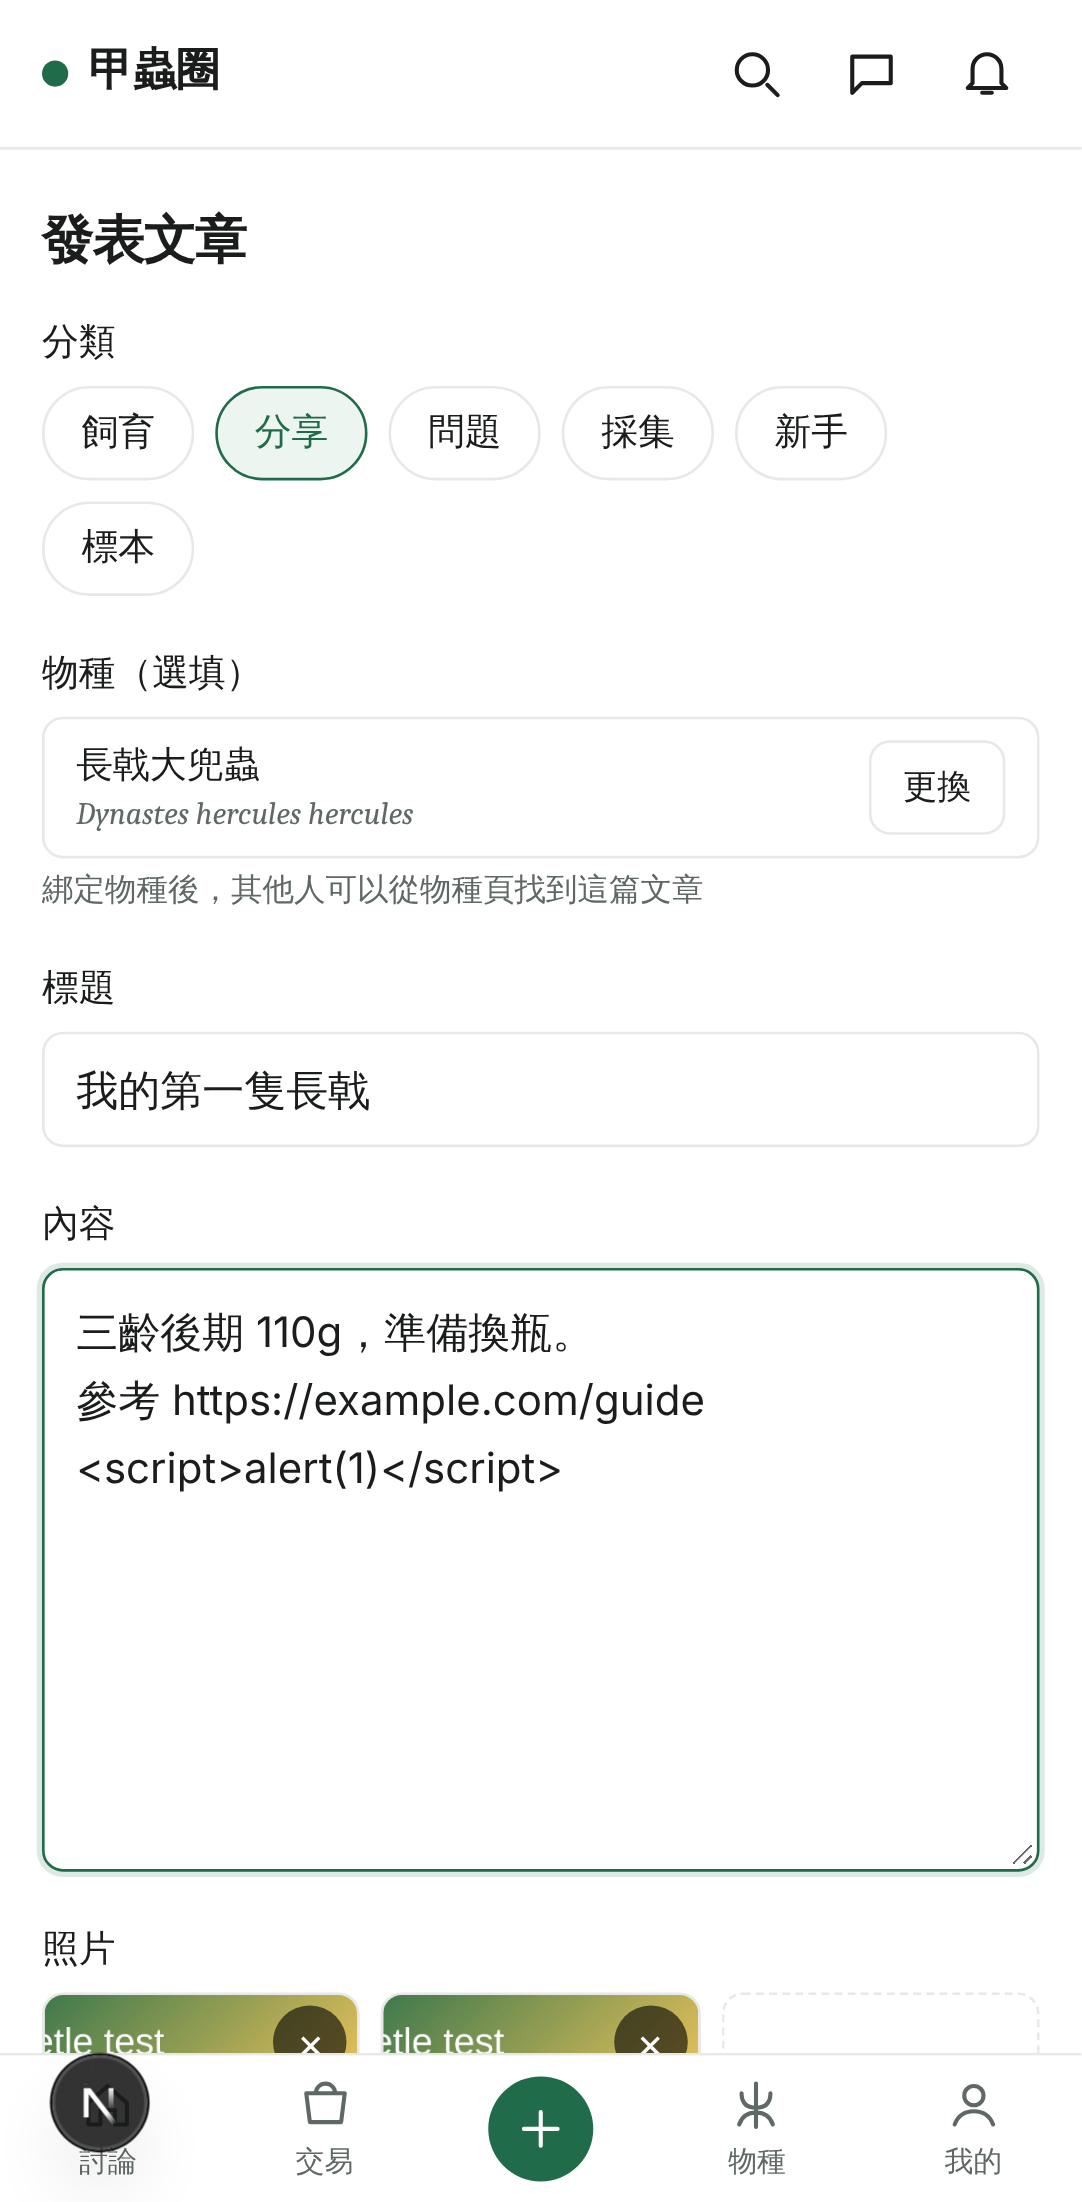 甲蟲圈
發表文章
分類
飼育 分享 問題 採集 新手
標本
物種（選填）
長戟大兜蟲
更換
Dynastes hercules hercules
綁定物種後，其他人可以從物種頁找到這篇文章
標題
我的第一隻長戟
內容
三齡後期 110g，準備換瓶。
參考 https://example.com/guide
<script>alert(1)</script>
照片
etle test × etle test ×
N
討論 交易 物種 我的